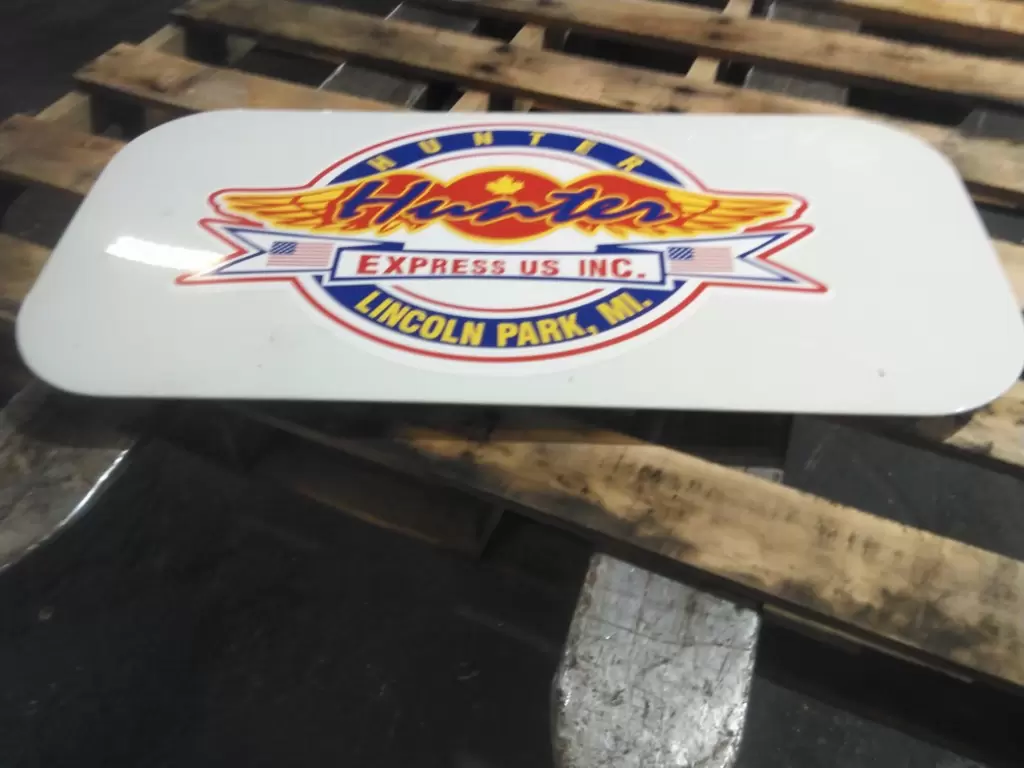 HUNTER
Hunter
EXPRESS US INC.
LINCOLN PARK, MI.